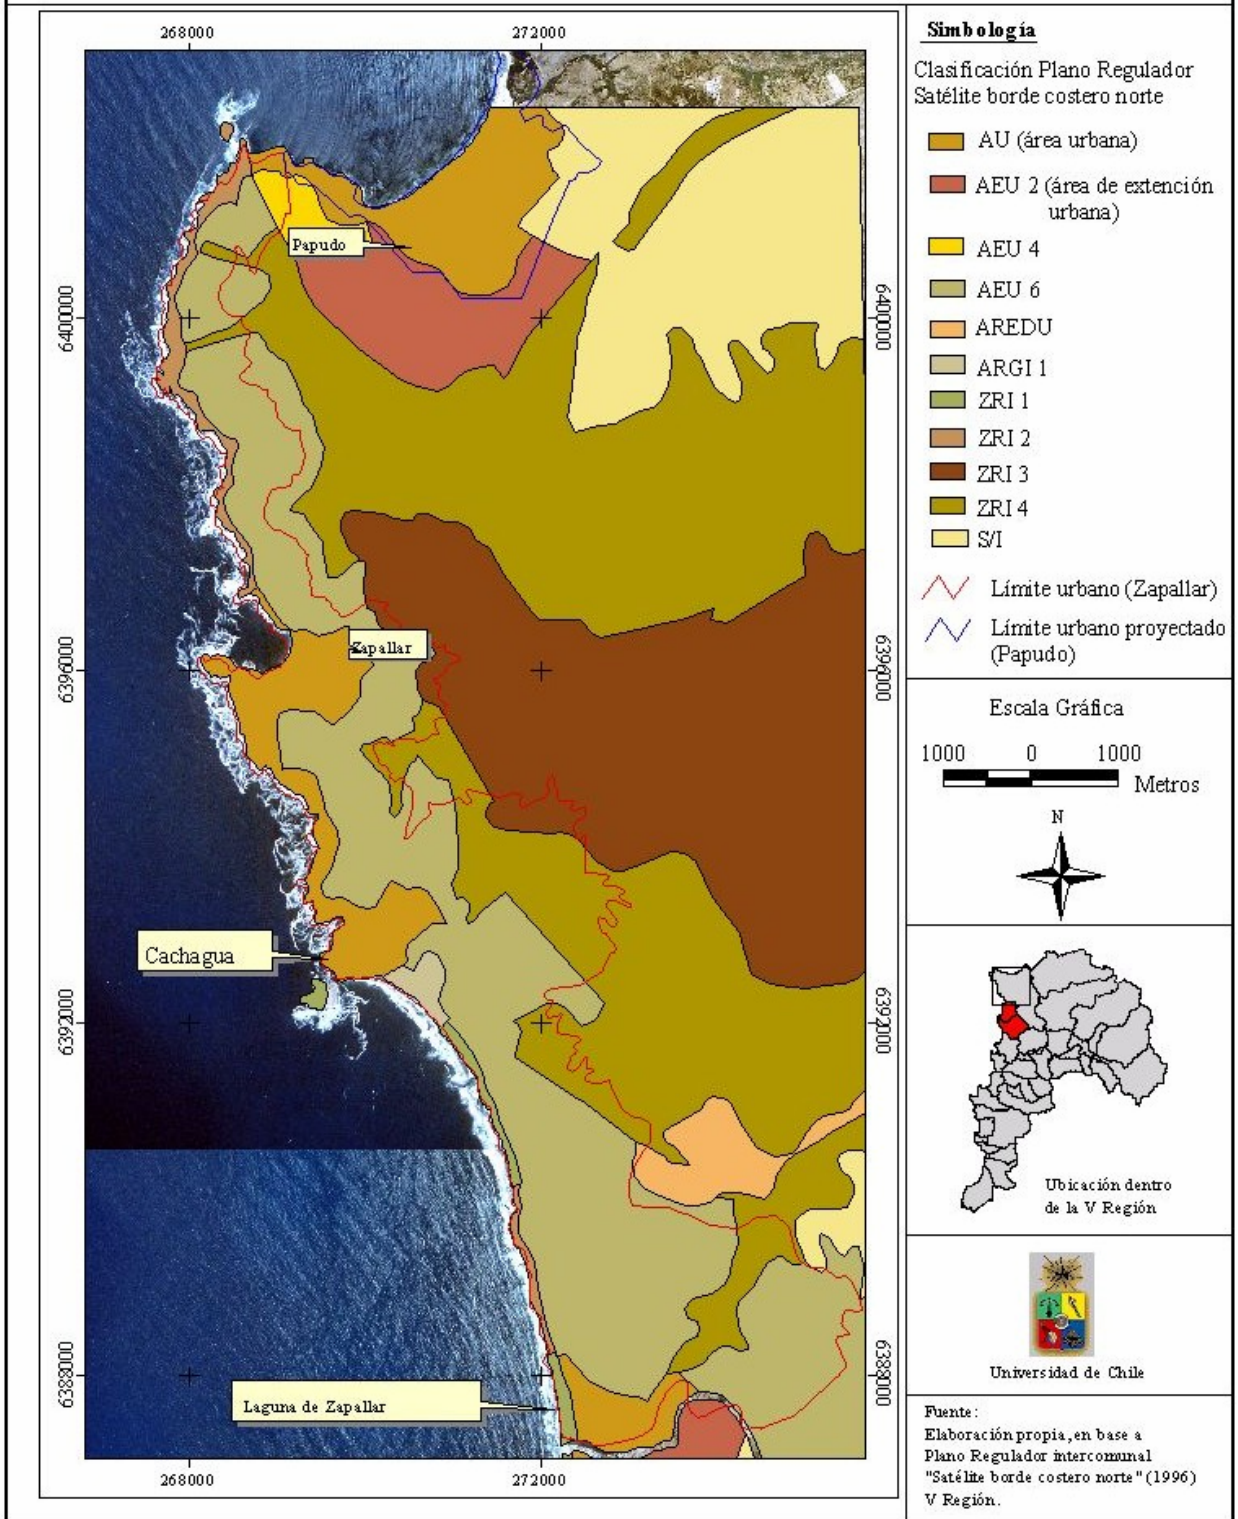 268000
272000
6400000
6400000
6396000
6396000
6392000
6392000
6388000
6388000
268000
272000
Papudo
Zapallar
Cachagua
Laguna de Zapallar
Simbología
Clasificación Plano Regulador
Satélite borde costero norte
AU (área urbana)
AEU 2 (área de extención
urbana)
AEU 4
AEU 6
AREDU
ARGI 1
ZRI 1
ZRI 2
ZRI 3
ZRI 4
S/I
Límite urbano (Zapallar)
Límite urbano proyectado
(Papudo)
Escala Gráfica
1000 0 1000
Metros
N
Ubicación dentro
de la V Región
Universidad de Chile
Fuente:
Elaboración propia, en base a
Plano Regulador intercomunal
"Satélite borde costero norte" (1996)
V Región.